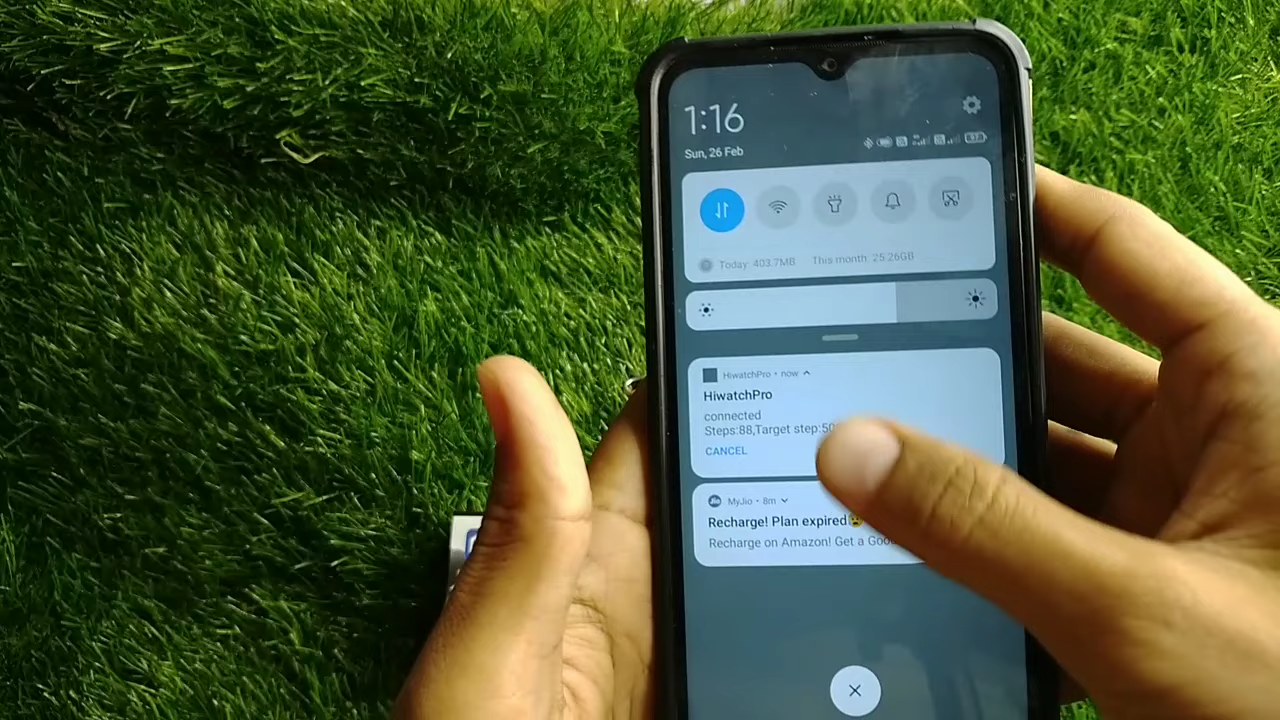 1:16
Sun, 26 Feb
Today: 403.7MB This month: 25.26GB
HiwatchPro • now
HiwatchPro
connected
Steps:88,Target step:50
CANCEL
MyJio • 8m
Recharge! Plan expired😢
Recharge on Amazon! Get a